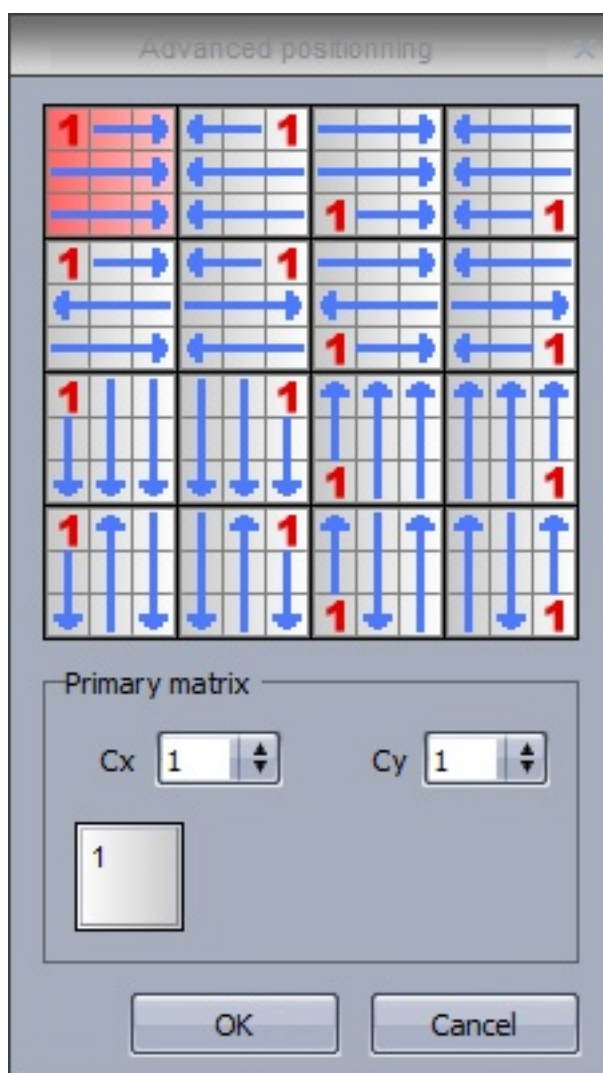 Advanced positionning
1 1 1 1
1 1 1 1
1 1 1 1
1 1 1 1
Primary matrix
Cx 1 Cy 1
1
OK Cancel